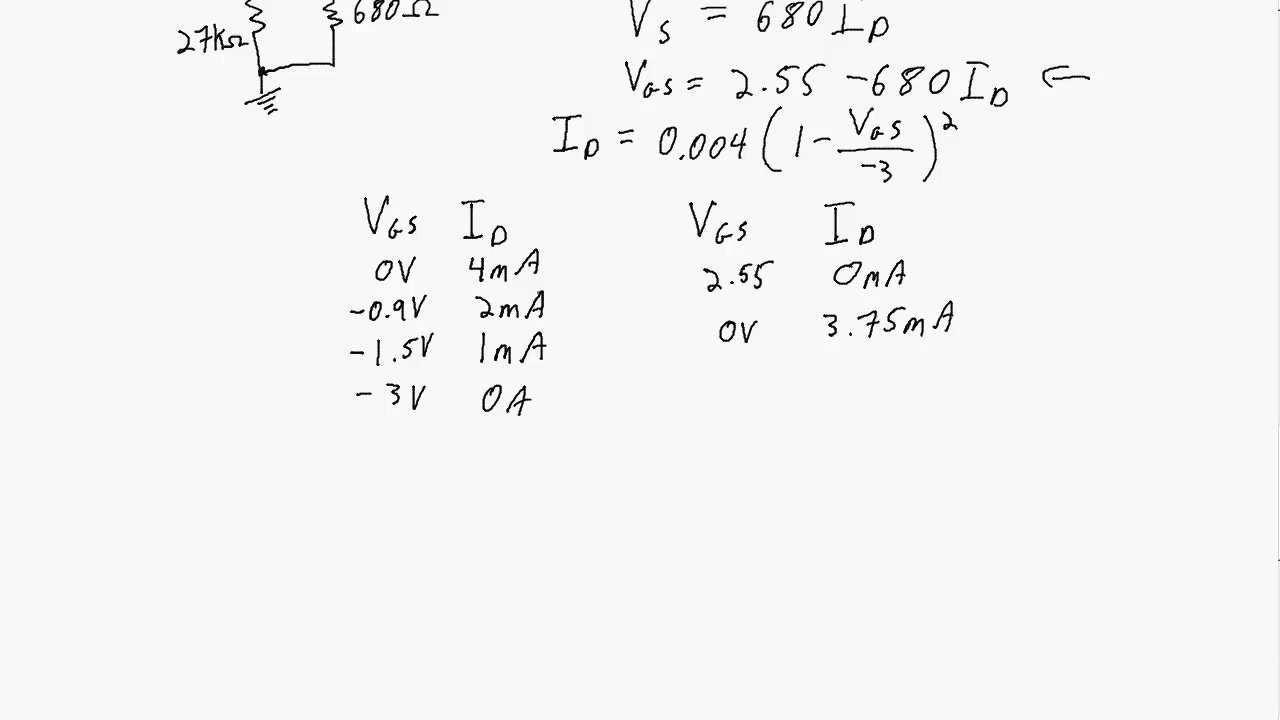 680Ω
27kΩ
V_S = 680 I_D
V_GS = 2.55 - 680 I_D ←
I_D = 0.004 (1 - V_GS / -3)^2
V_GS I_D V_GS I_D
0V 4mA 2.55 0mA
-0.9V 2mA 0V 3.75mA
-1.5V 1mA
-3V 0A